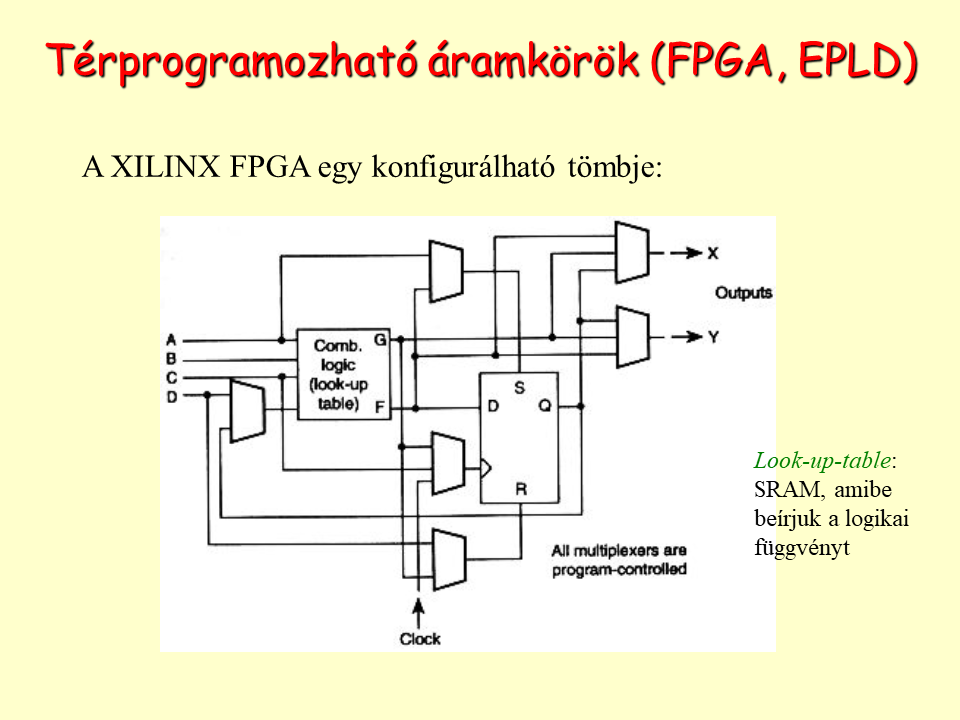 Térprogramozható áramkörök (FPGA, EPLD)
A XILINX FPGA egy konfigurálható tömbje:
X
Outputs
Y
A
B
C
D
Comb.
logic
(look-up
table)
G
F
S
D
Q
R
Look-up-table:
SRAM, amibe
beírjuk a logikai
függvényt
All multiplexers are
program-controlled
Clock